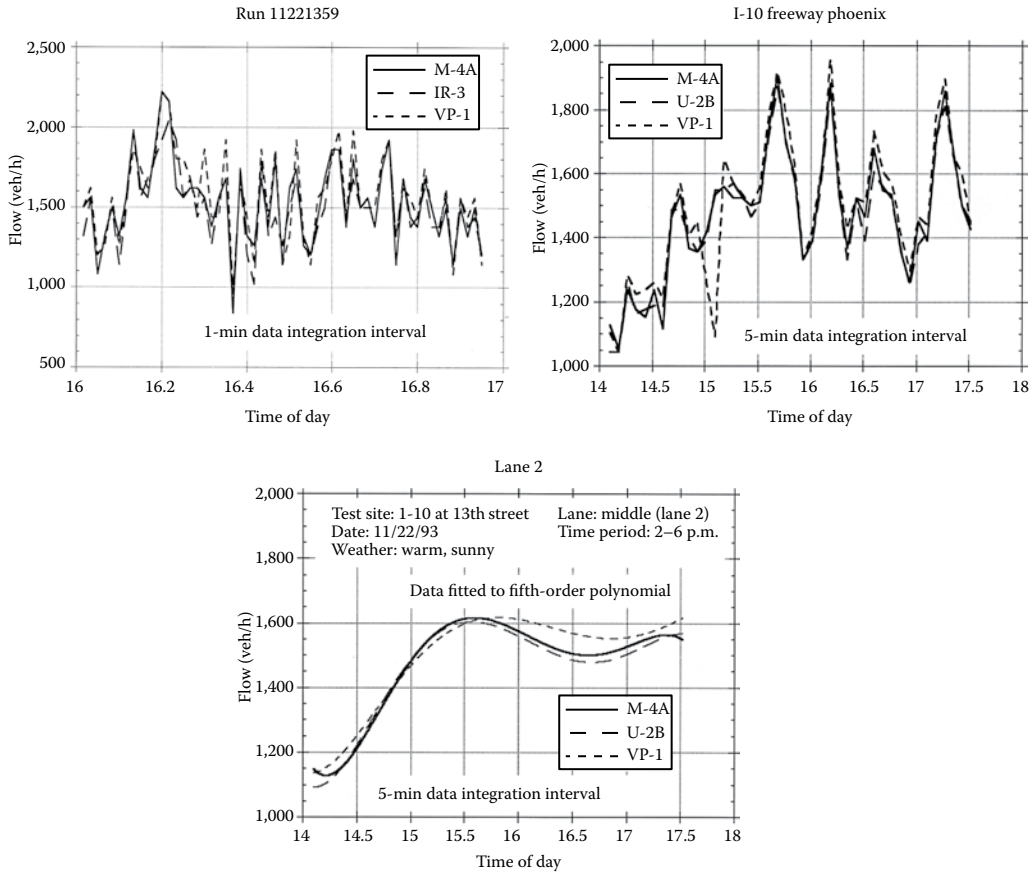 Run 11221359
2,500
2,000
1,500
1,000
500
Flow (veh/h)
M-4A
IR-3
VP-1
1-min data integration interval
16
16.2
16.4
16.6
16.8
17
Time of day
I-10 freeway phoenix
2,000
1,800
1,600
1,400
1,200
1,000
Flow (veh/h)
M-4A
U-2B
VP-1
5-min data integration interval
14
14.5
15
15.5
16
16.5
17
17.5
18
Time of day
Lane 2
2,000
1,800
1,600
1,400
1,200
1,000
Flow (veh/h)
Test site: 1-10 at 13th street
Date: 11/22/93
Weather: warm, sunny
Lane: middle (lane 2)
Time period: 2–6 p.m.
Data fitted to fifth-order polynomial
M-4A
U-2B
VP-1
5-min data integration interval
14
14.5
15
15.5
16
16.5
17
17.5
18
Time of day